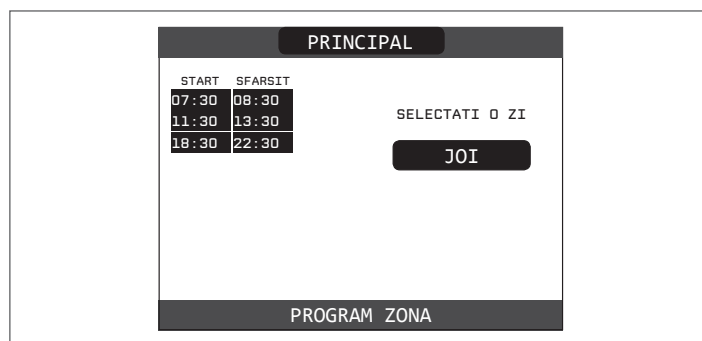 PRINCIPAL
START SFARSIT
07:30 08:30
11:30 13:30
18:30 22:30
SELECTATI O ZI
JOI
PROGRAM ZONA